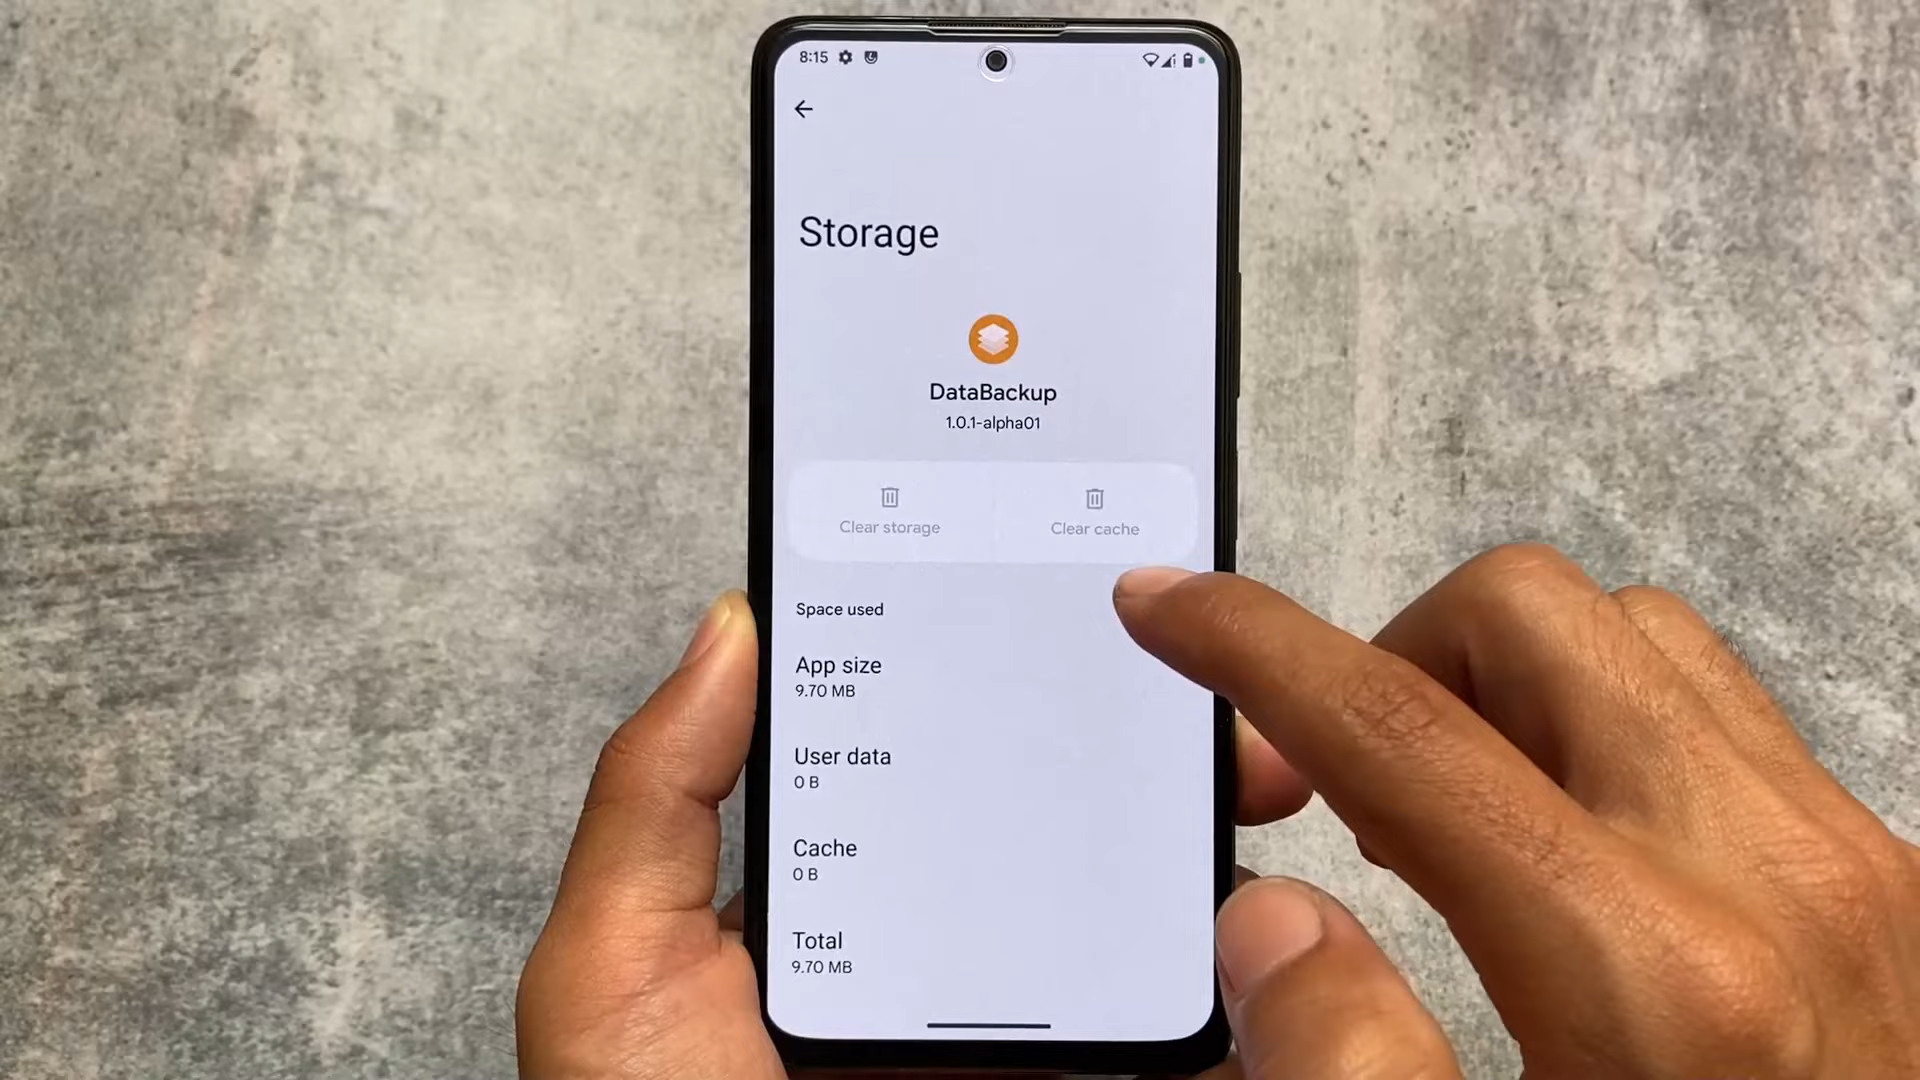 8:15
Storage
DataBackup
1.0.1-alpha01
Clear storage
Clear cache
Space used
App size
9.70 MB
User data
0 B
Cache
0 B
Total
9.70 MB